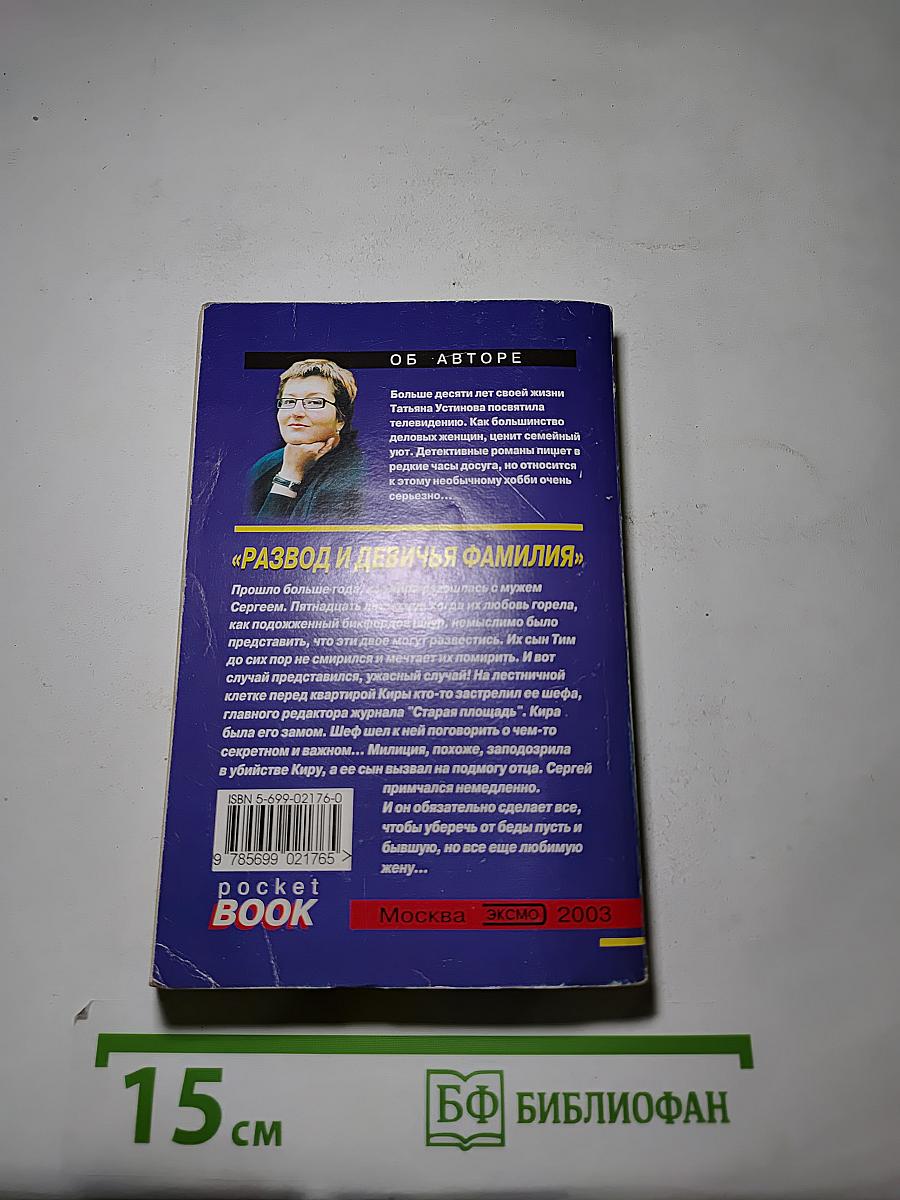 ОБ АВТОРЕ
Больше десяти лет своей жизни
Татьяна Устинова посвятила
телевидению. Как большинство
деловых женщин, ценит семейный
уют. Детективные романы пишет в
редкие часы досуга, но относится
к этому необычному хобби очень
серьезно...
«РАЗВОД И ДЕВИЧЬЯ ФАМИЛИЯ»
Прошло больше года, как Кира разошлась с мужем
Сергеем. Пятнадцать лет назад, когда их любовь горела,
как подожженный бикфордов шнур, немыслимо было
представить, что эти двое могут развестись. Их сын Тим
до сих пор не смирился и мечтает их помирить. И вот
случай представился, ужасный случай! На лестничной
клетке перед квартирой Киры кто-то застрелил ее шефа,
главного редактора журнала "Старая площадь". Кира
была его замом. Шеф шел к ней поговорить о чем-то
секретном и важном... Милиция, похоже, заподозрила
в убийстве Киру, а ее сын вызвал на подмогу отца. Сергей
примчался немедленно.
И он обязательно сделает все,
чтобы уберечь от беды пусть и
бывшую, но все еще любимую
жену...
ISBN 5-699-02176-0
9 785699 021765 >
pocket
BOOK
Москва ЭКСМО 2003
15 см
БФ БИБЛИОФАН